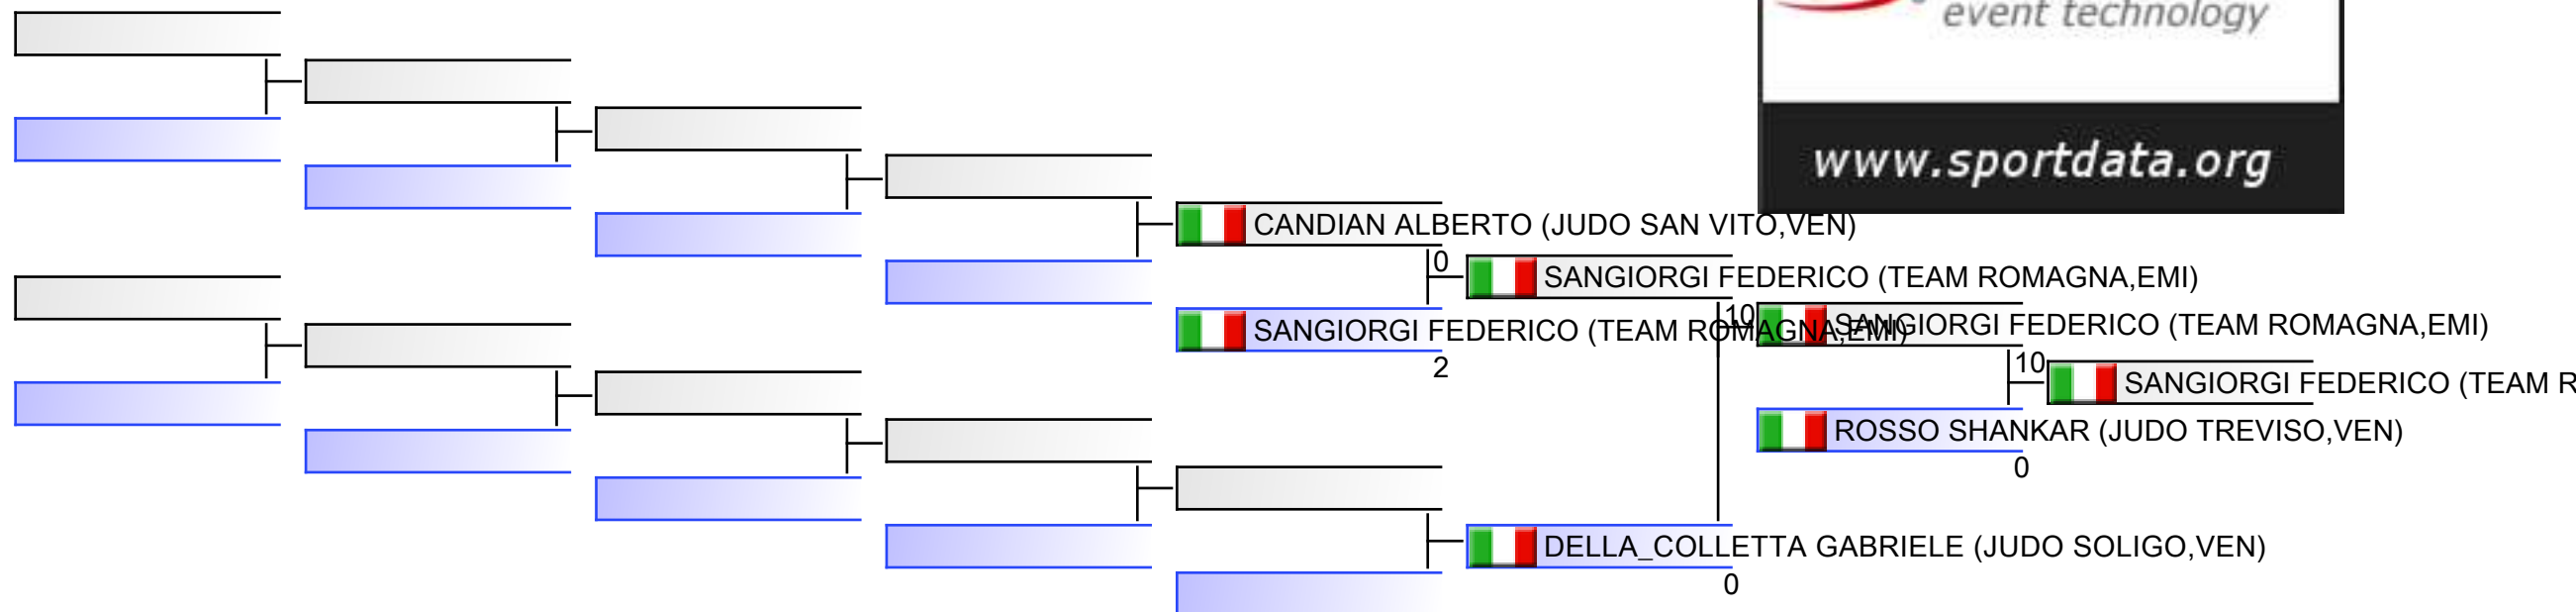 event technology
www.sportdata.org
CANDIAN ALBERTO (JUDO SAN VITO,VEN)
0
SANGIORGI FEDERICO (TEAM ROMAGNA,EMI)
SANGIORGI FEDERICO (TEAM ROMAGNA,EMI)
2
10
SANGIORGI FEDERICO (TEAM ROMAGNA,EMI)
10
SANGIORGI FEDERICO (TEAM R
ROSSO SHANKAR (JUDO TREVISO,VEN)
0
DELLA_COLLETTA GABRIELE (JUDO SOLIGO,VEN)
0